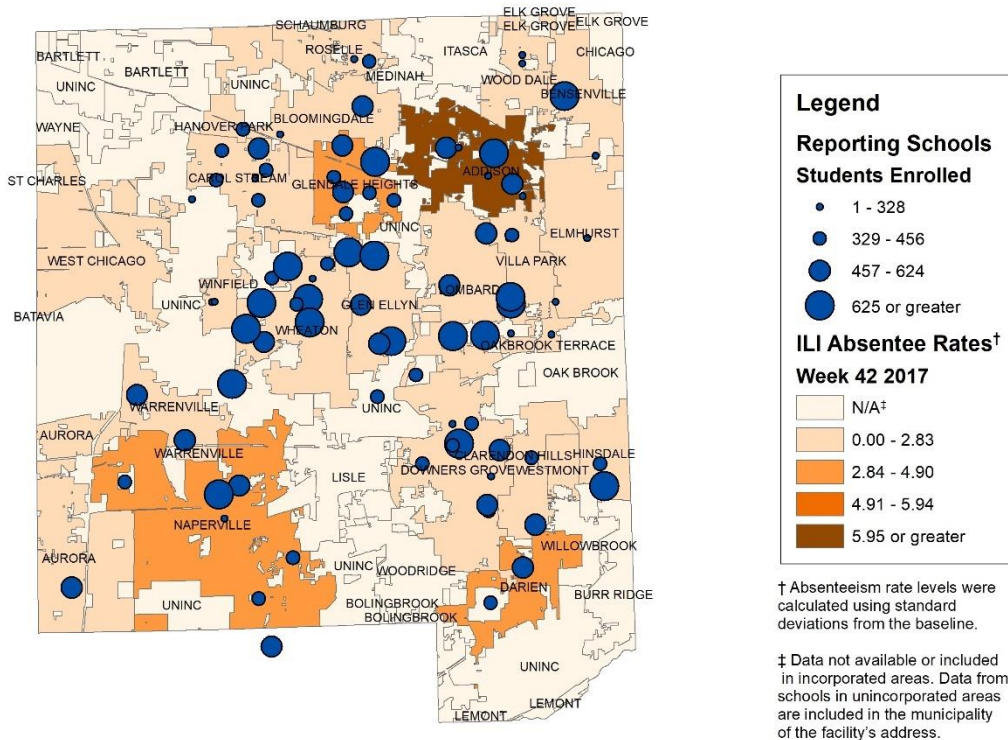 ELK GROVE
ELK GROVE
ELK GROVE
SCHAUMBURG
ROSELLE
ITASCA
CHICAGO
BARTLETT
BARTLETT
MEDINAH
WOOD DALE
UNINC
UNINC
BENSENVILLE
WAYNE
HANOVER PARK
BLOOMINGDALE
ST CHARLES
CAROL STREAM
GLENDALE HEIGHTS
ADDISON
UNINC
ELMHURST
WEST CHICAGO
VILLA PARK
WINFIELD
LOMBARD
UNINC
GLEN ELLYN
BATAVIA
WHEATON
OAKBROOK TERRACE
OAK BROOK
WARRENVILLE
UNINC
AURORA
WARRENVILLE
CLARENDON HILLS
HINSDALE
DOWNERS GROVE
WESTMONT
LISLE
NAPERVILLE
WILLOWBROOK
AURORA
UNINC
WOODRIDGE
DARIEN
UNINC
BOLINGBROOK
BOLINGBROOK
BURR RIDGE
UNINC
LEMONT
LEMONT
Legend
Reporting Schools
Students Enrolled
1 - 328
329 - 456
457 - 624
625 or greater
ILI Absentee Rates†
Week 42 2017
N/A‡
0.00 - 2.83
2.84 - 4.90
4.91 - 5.94
5.95 or greater
† Absenteeism rate levels were
calculated using standard
deviations from the baseline.
‡ Data not available or included
in incorporated areas. Data from
schools in unincorporated areas
are included in the municipality
of the facility's address.